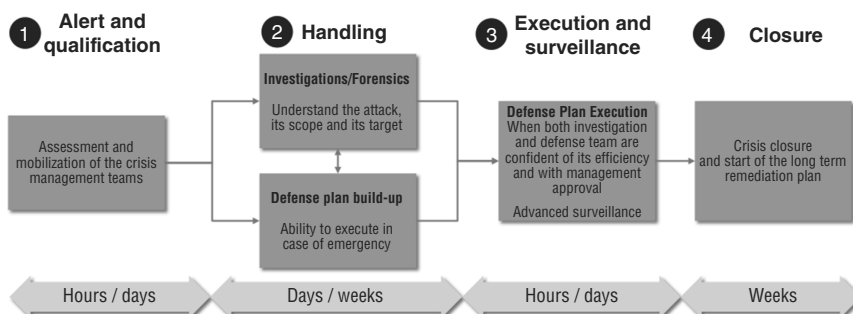 1 Alert and
qualification
2 Handling
3 Execution and
surveillance
4 Closure
Assessment and
mobilization of the crisis
management teams
Investigations/Forensics
Understand the attack,
its scope and its target
Defense plan build-up
Ability to execute in
case of emergency
Defense Plan Execution
When both investigation
and defense team are
confident of its efficiency
and with management
approval
Advanced surveillance
Crisis closure
and start of the long term
remediation plan
Hours / days
Days / weeks
Hours / days
Weeks